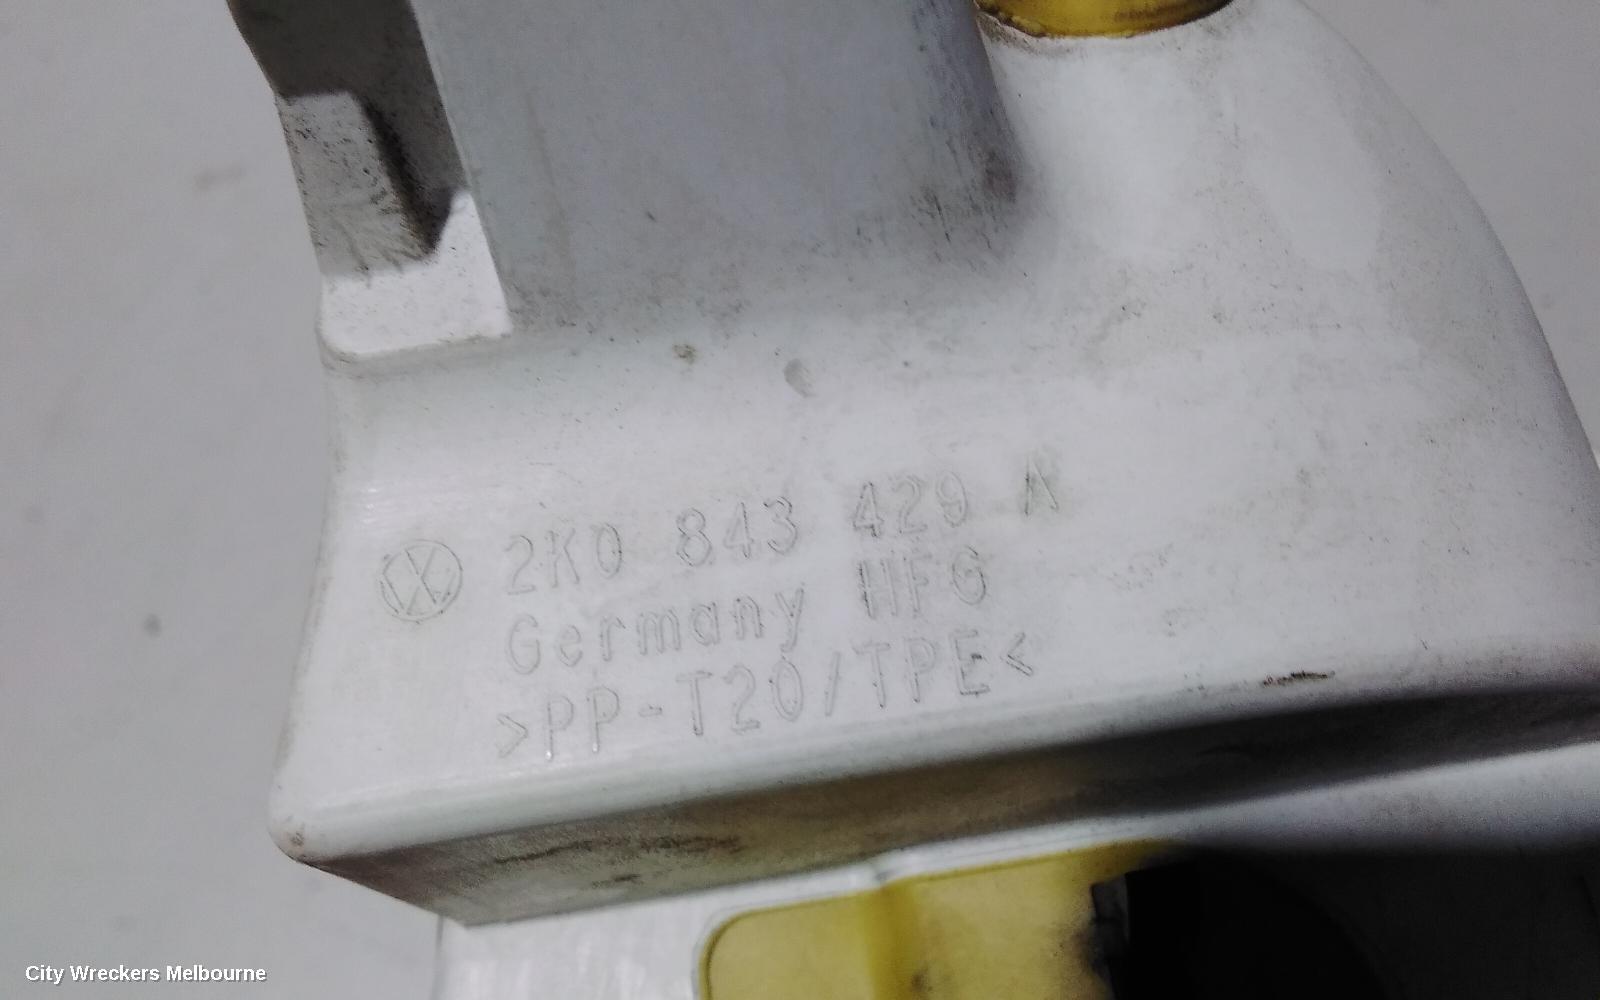 2K0 843 429 A
Germany HFG
>PP-T20/TPE<
City Wreckers Melbourne